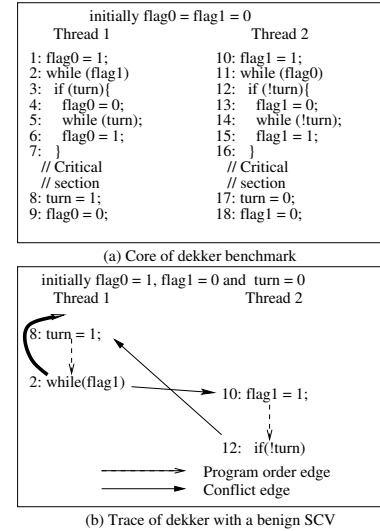 initially flag0 = flag1 = 0
Thread 1
1: flag0 = 1;
2: while (flag1)
3: if (turn){
4: flag0 = 0;
5: while (turn);
6: flag0 = 1;
7: }
// Critical
// section
8: turn = 1;
9: flag0 = 0;
Thread 2
10: flag1 = 1;
11: while (flag0)
12: if (!turn){
13: flag1 = 0;
14: while (!turn);
15: flag1 = 1;
16: }
// Critical
// section
17: turn = 0;
18: flag1 = 0;
(a) Core of dekker benchmark
initially flag0 = 1, flag1 = 0 and turn = 0
Thread 1
8: turn = 1;
2: while(flag1)
Thread 2
10: flag1 = 1;
12: if(!turn)
Program order edge
Conflict edge
(b) Trace of dekker with a benign SCV